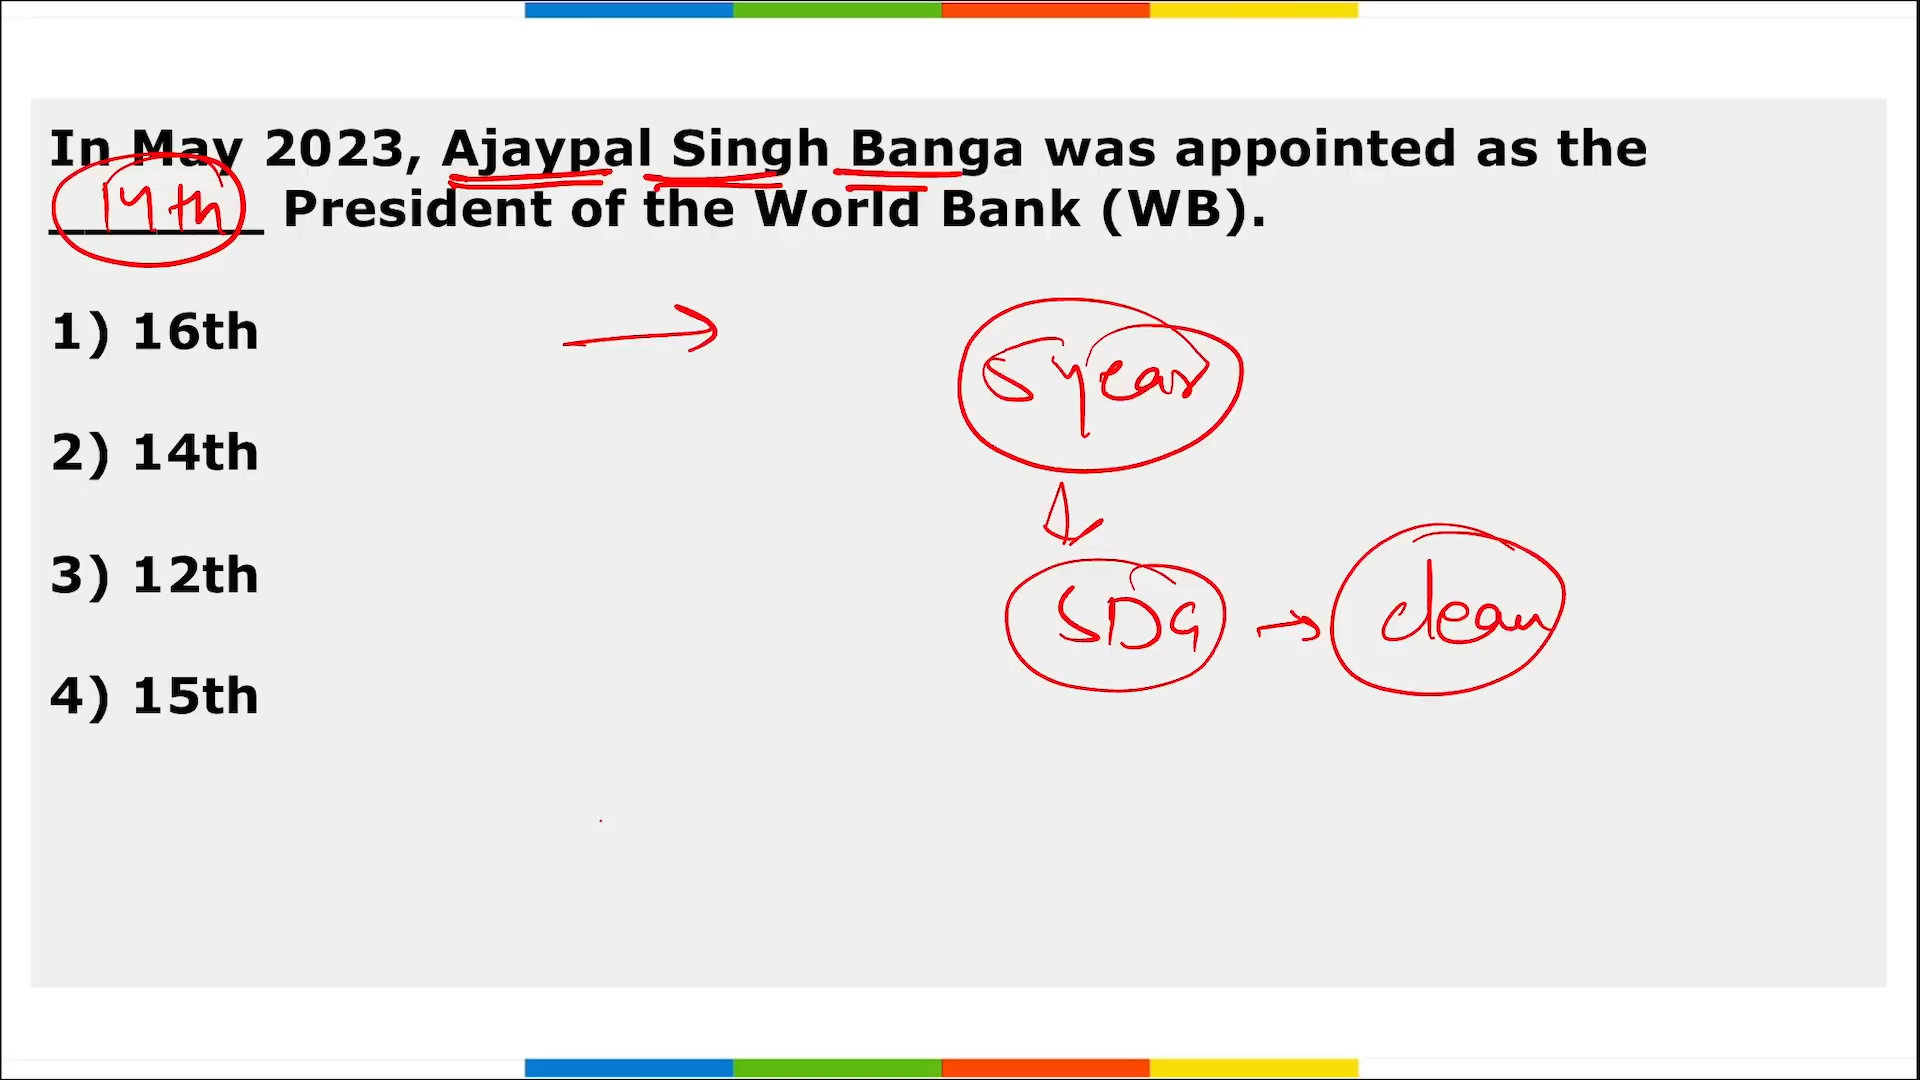 In May 2023, Ajaypal Singh Banga was appointed as the
14th President of the World Bank (WB).
1) 16th
5 year
2) 14th
3) 12th
SDG → clean
4) 15th